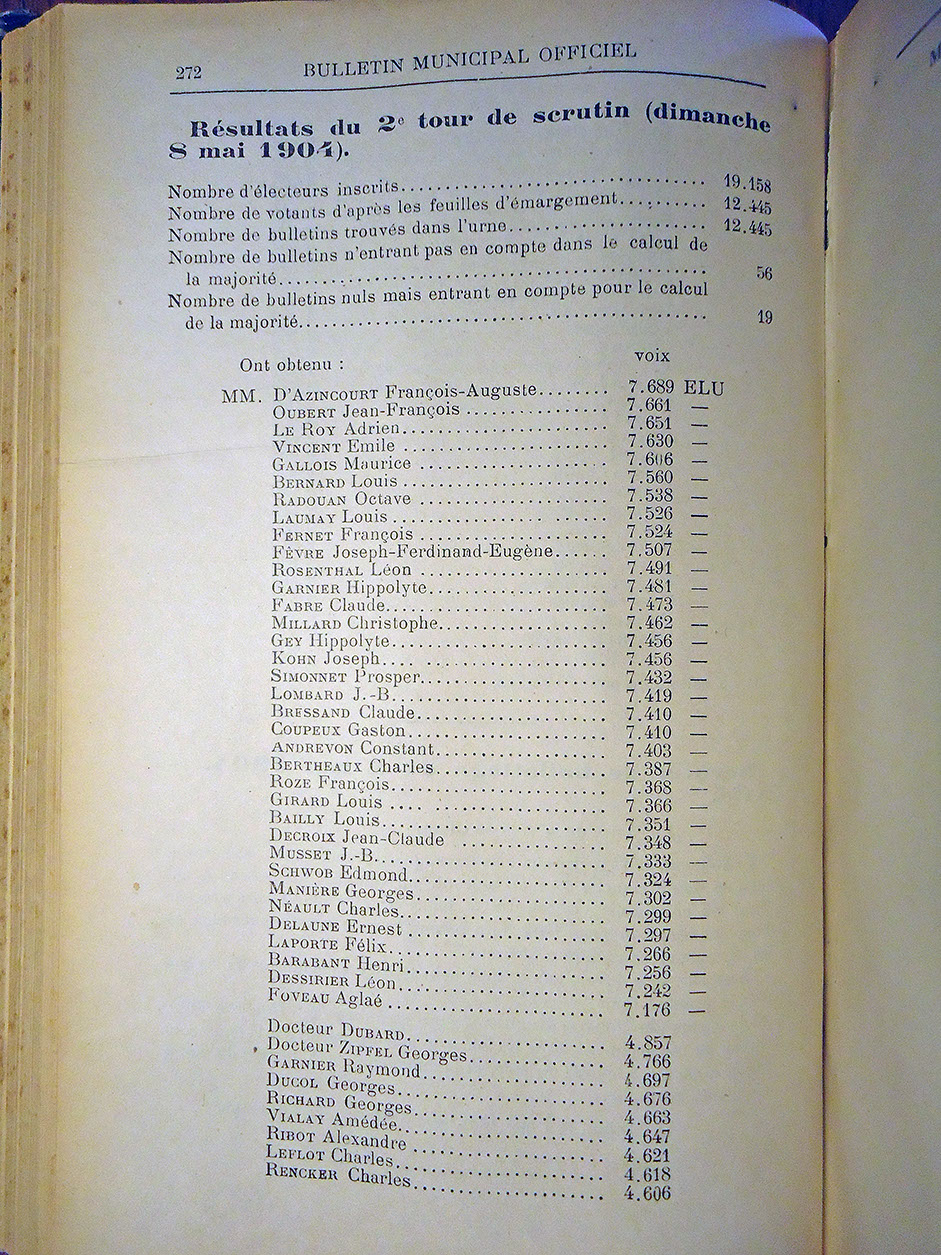 272 BULLETIN MUNICIPAL OFFICIEL
Résultats du 2e tour de scrutin (dimanche
8 mai 1904).
Nombre d'électeurs inscrits........ 19.158
Nombre de votants d'après les feuilles d'émargement........ 12.445
Nombre de bulletins trouvés dans l'urne........ 12.445
Nombre de bulletins n'entrant pas en compte dans le calcul de
la majorité........ 56
Nombre de bulletins nuls mais entrant en compte pour le calcul
de la majorité........ 19
Ont obtenu : voix
MM. D'AZINCOURT François-Auguste........ 7.689 ELU
OUBERT Jean-François ........ 7.661 —
LE ROY Adrien........ 7.651 —
VINCENT Emile ........ 7.630 —
GALLOIS Maurice ........ 7.606 —
BERNARD Louis ........ 7.560 —
RADOUAN Octave ........ 7.538 —
LAUMAY Louis ........ 7.526 —
FERNET François ........ 7.524 —
FÈVRE Joseph-Ferdinand-Eugène........ 7.507 —
ROSENTHAL Léon ........ 7.491 —
GARNIER Hippolyte........ 7.481 —
FABRE Claude........ 7.473 —
MILLARD Christophe........ 7.462 —
GEY Hippolyte........ 7.456 —
KOHN Joseph........ 7.456 —
SIMONNET Prosper........ 7.432 —
LOMBARD J.-B........ 7.419 —
BRESSAND Claude........ 7.410 —
COUPEUX Gaston........ 7.410 —
ANDREVON Constant........ 7.403 —
BERTHEAUX Charles........ 7.387 —
ROZE François........ 7.368 —
GIRARD Louis ........ 7.366 —
BAILLY Louis........ 7.351 —
DECROIX Jean-Claude ........ 7.348 —
MUSSET J.-B........ 7.333 —
SCHWOB Edmond........ 7.324 —
MANIÈRE Georges........ 7.302 —
NÉAULT Charles........ 7.299 —
DELAUNE Ernest ........ 7.297 —
LAPORTE Félix........ 7.266 —
BARABANT Henri........ 7.256 —
DESSIRIER Léon........ 7.242 —
FOVEAU Aglaé ........ 7.176 —
Docteur DUBARD........ 4.857
Docteur ZIPFEL Georges........ 4.766
GARNIER Raymond........ 4.697
DUCOL Georges........ 4.676
RICHARD Georges........ 4.663
VIALAY Amédée........ 4.647
RIBOT Alexandre ........ 4.621
LEFLOT Charles........ 4.618
RENCKER Charles........ 4.606